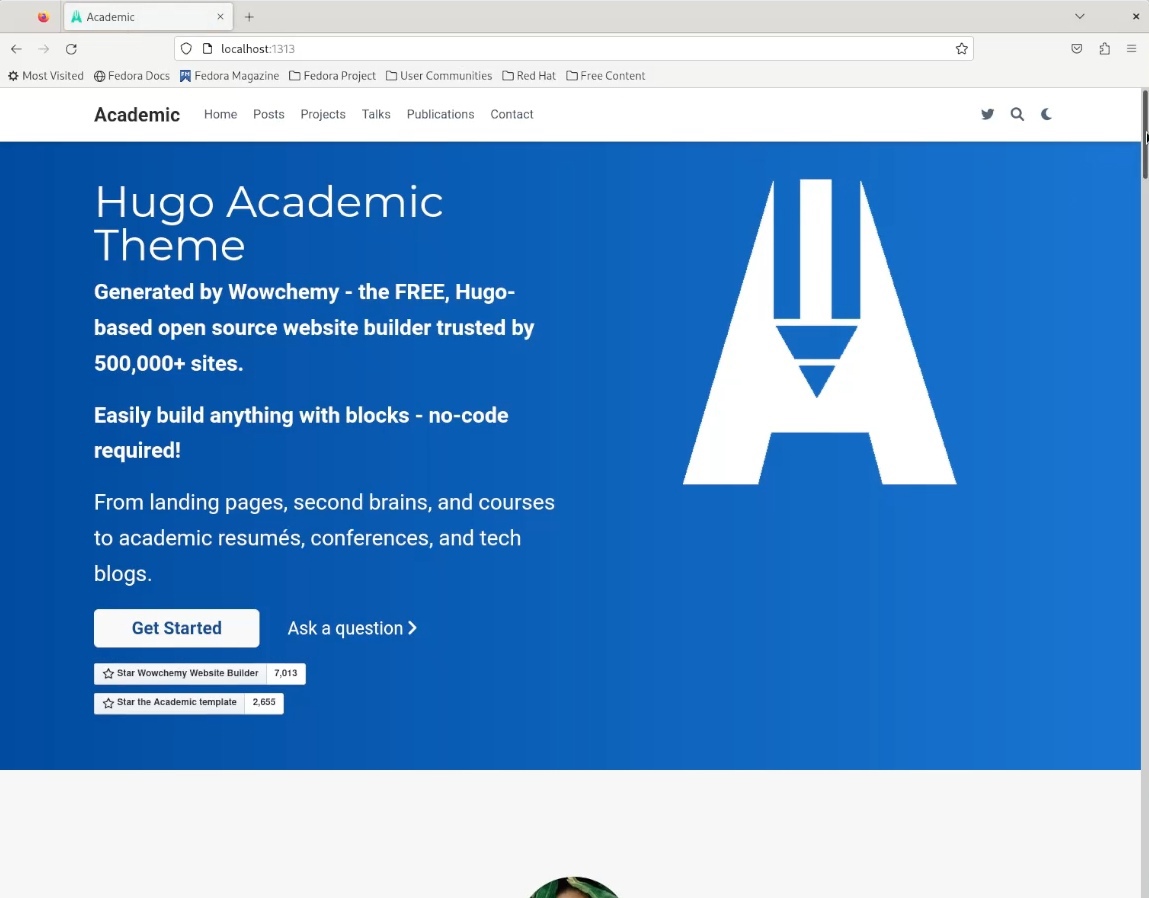 Academic
localhost:1313
Most Visited Fedora Docs Fedora Magazine Fedora Project User Communities Red Hat Free Content
Academic Home Posts Projects Talks Publications Contact
Hugo Academic
Theme
Generated by Wowchemy - the FREE, Hugo-
based open source website builder trusted by
500,000+ sites.
Easily build anything with blocks - no-code
required!
From landing pages, second brains, and courses
to academic resumés, conferences, and tech
blogs.
Get Started Ask a question
Star Wowchemy Website Builder 7,013
Star the Academic template 2,655